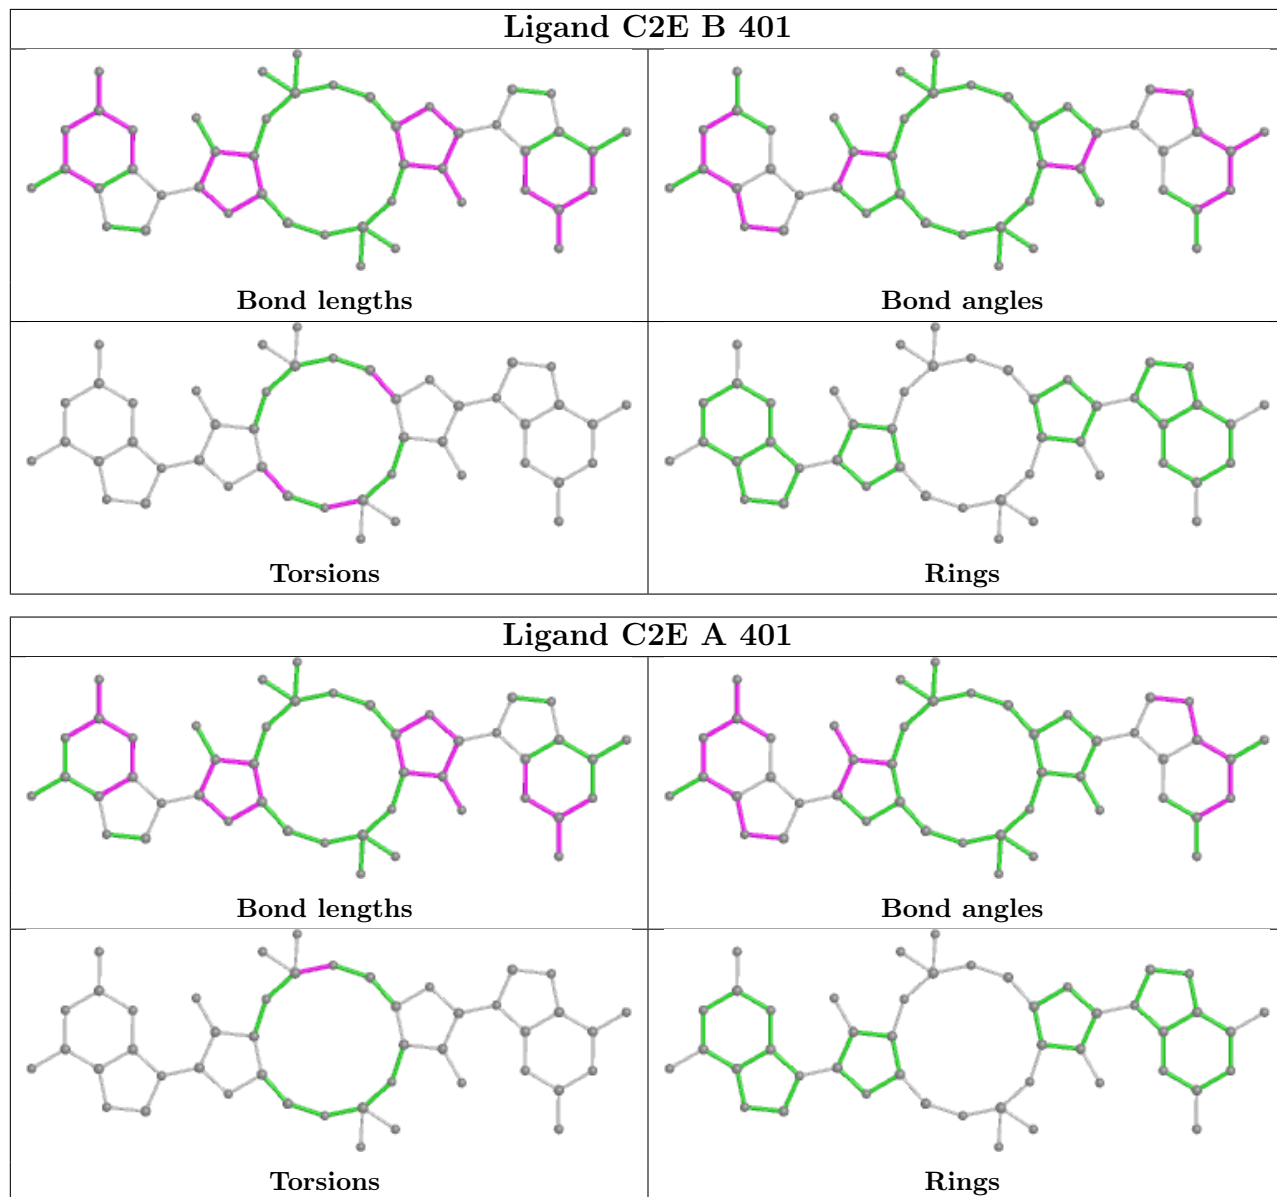 Ligand C2E B 401
Bond lengths
Bond angles
Torsions
Rings
Ligand C2E A 401
Bond lengths
Bond angles
Torsions
Rings